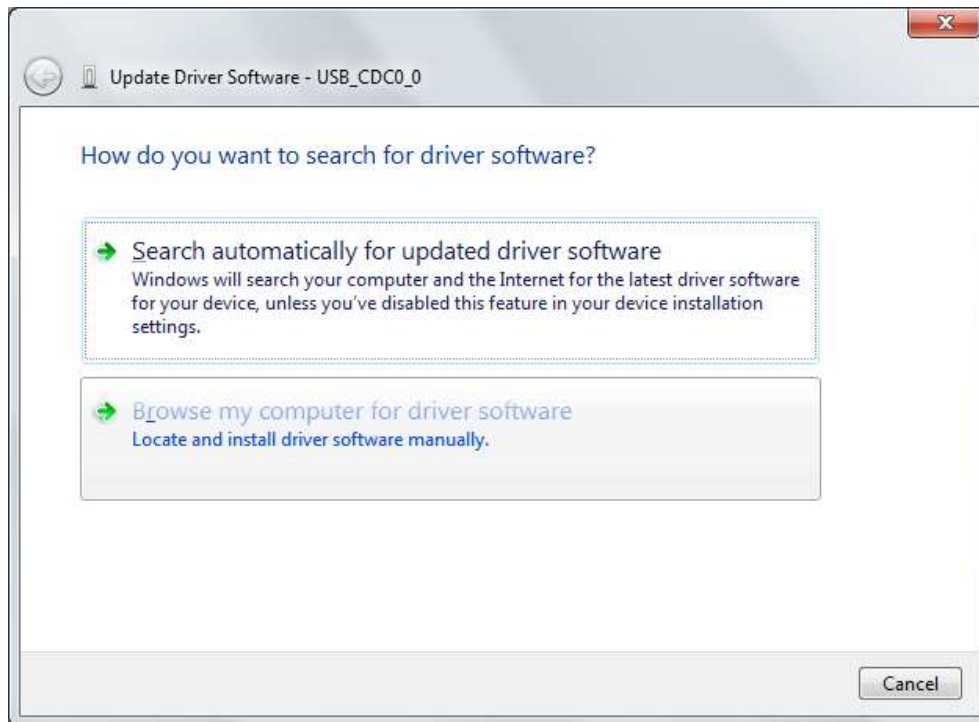 Update Driver Software - USB_CDC0_0
How do you want to search for driver software?
Search automatically for updated driver software
Windows will search your computer and the Internet for the latest driver software
for your device, unless you've disabled this feature in your device installation
settings.
Browse my computer for driver software
Locate and install driver software manually.
Cancel